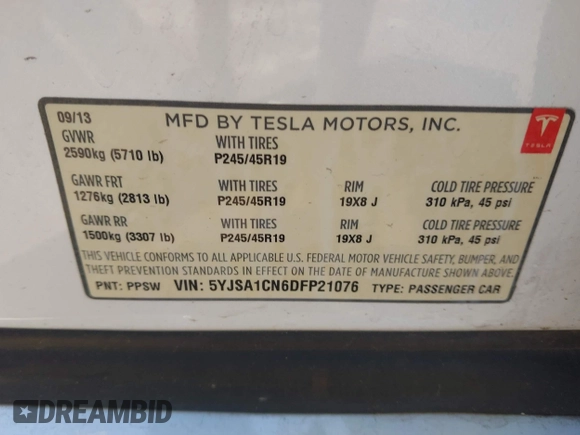 09/13
MFD BY TESLA MOTORS, INC.
TESLA
GVWR WITH TIRES
2590kg (5710 lb) P245/45R19
GAWR FRT WITH TIRES RIM COLD TIRE PRESSURE
1276kg (2813 lb) P245/45R19 19X8 J 310 kPa, 45 psi
GAWR RR WITH TIRES RIM COLD TIRE PRESSURE
1500kg (3307 lb) P245/45R19 19X8 J 310 kPa, 45 psi
THIS VEHICLE CONFORMS TO ALL APPLICABLE U.S. FEDERAL MOTOR VEHICLE SAFETY, BUMPER, AND
THEFT PREVENTION STANDARDS IN EFFECT ON THE DATE OF MANUFACTURE SHOWN ABOVE.
PNT: PPSW VIN: 5YJSA1CN6DFP21076 TYPE: PASSENGER CAR
DREAMBID